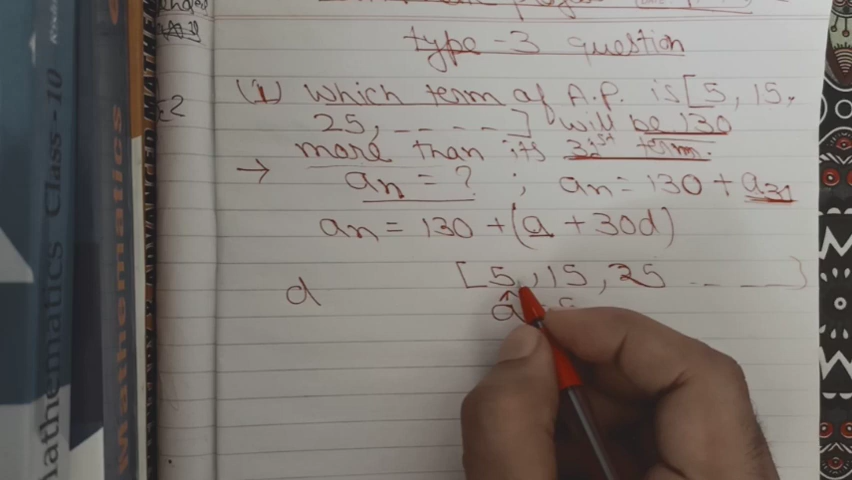 type-3 question
(1) Which term of A.P. is [5, 15,
25, _ _ _ _ _ ] will be 130
more than its 31st term.
→ an = ? ; an = 130 + a31
an = 130 + (a + 30d)
[5, 15, 25 _ _ _ ]
d
a
Mathematics Class-10
Mathematics